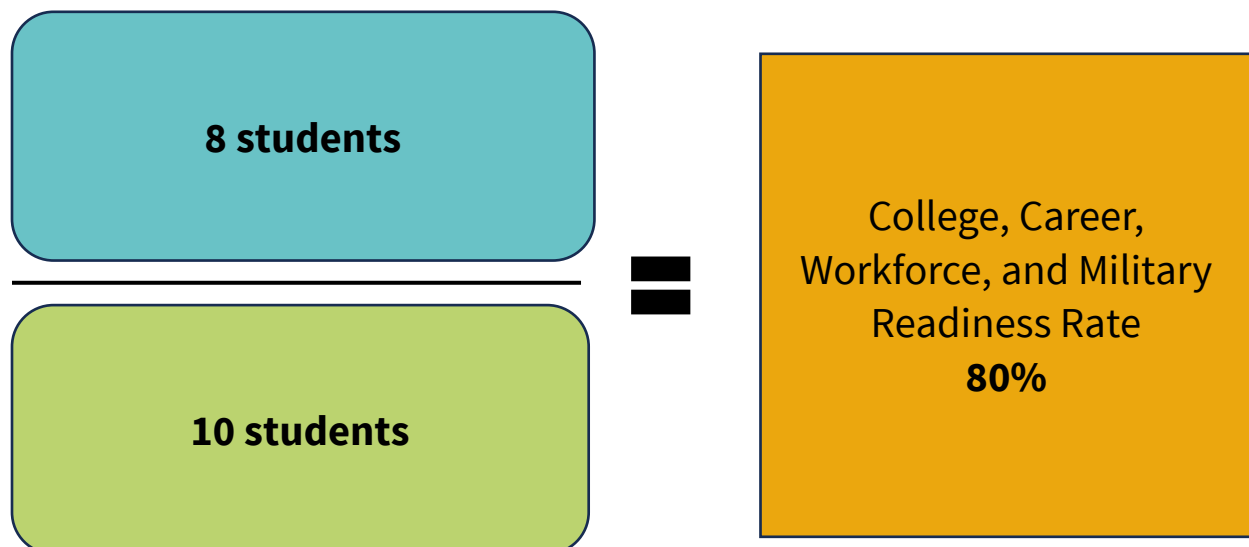 8 students
10 students
College, Career,
Workforce, and Military
Readiness Rate
80%